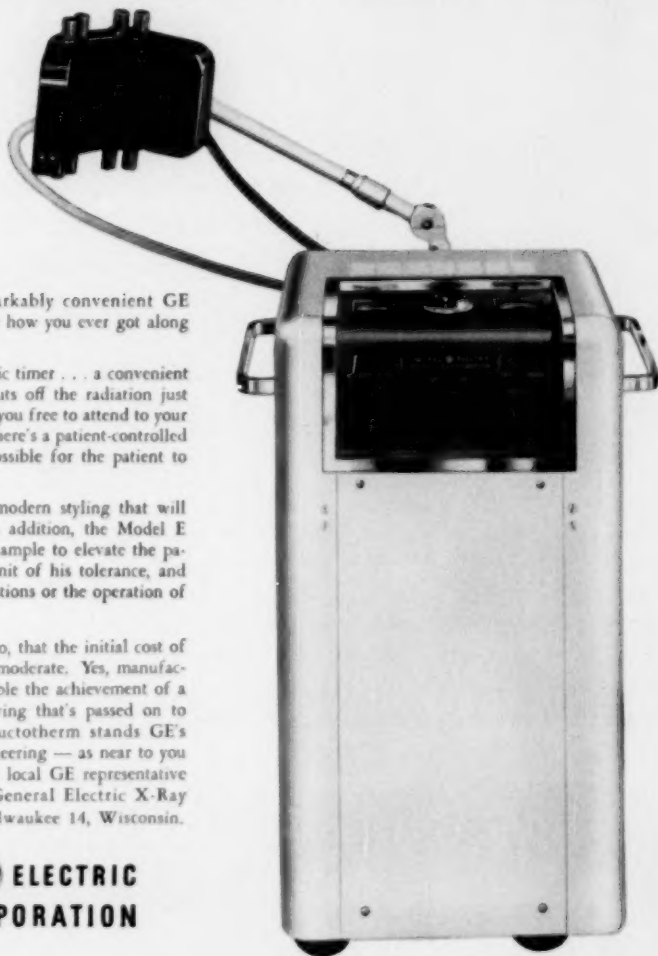 arkably convenient GE
how you ever got along
ic timer . . . a convenient
uts off the radiation just
you free to attend to your
here's a patient-controlled
ossible for the patient to
modern styling that will
addition, the Model E
ample to elevate the pa-
nit of his tolerance, and
tions or the operation of
o, that the initial cost of
moderate. Yes, manufac-
ble the achievement of a
ving that's passed on to
uctotherm stands GE's
eering — as near to you
local GE representative
General Electric X-Ray
lwaukee 14, Wisconsin.
ELECTRIC
PORATION